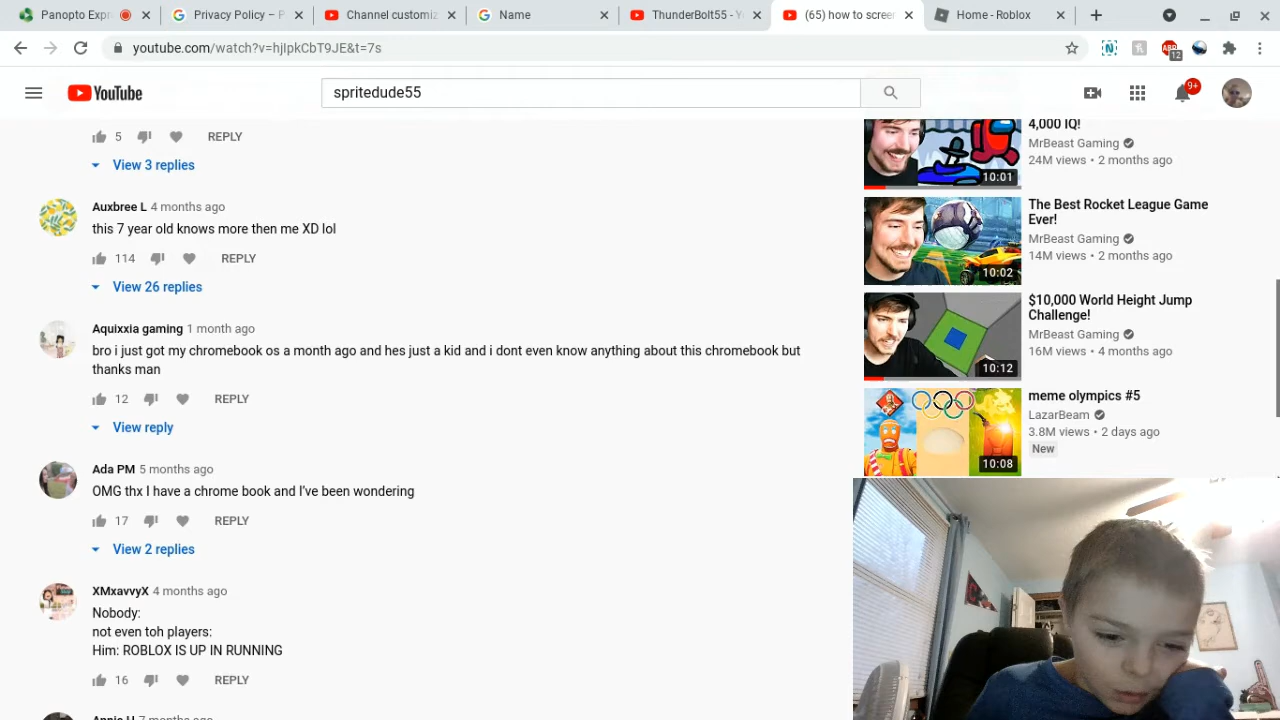 Panopto Expr
Privacy Policy – P
Channel customiz
Name
ThunderBolt55 - Y
(65) how to scree
Home - Roblox
youtube.com/watch?v=hjIpkCbT9JE&t=7s
ABP
12
YouTube
spritedude55
9+
5
REPLY
View 3 replies
Auxbree L 4 months ago
this 7 year old knows more then me XD lol
114
REPLY
View 26 replies
Aquixxia gaming 1 month ago
bro i just got my chromebook os a month ago and hes just a kid and i dont even know anything about this chromebook but
thanks man
12
REPLY
View reply
Ada PM 5 months ago
OMG thx I have a chrome book and I've been wondering
17
REPLY
View 2 replies
XMxavvyX 4 months ago
Nobody:
not even toh players:
Him: ROBLOX IS UP IN RUNNING
16
REPLY
4,000 IQ!
MrBeast Gaming
24M views • 2 months ago
10:01
The Best Rocket League Game
Ever!
MrBeast Gaming
14M views • 2 months ago
10:02
$10,000 World Height Jump
Challenge!
MrBeast Gaming
16M views • 4 months ago
10:12
meme olympics #5
LazarBeam
3.8M views • 2 days ago
New
10:08